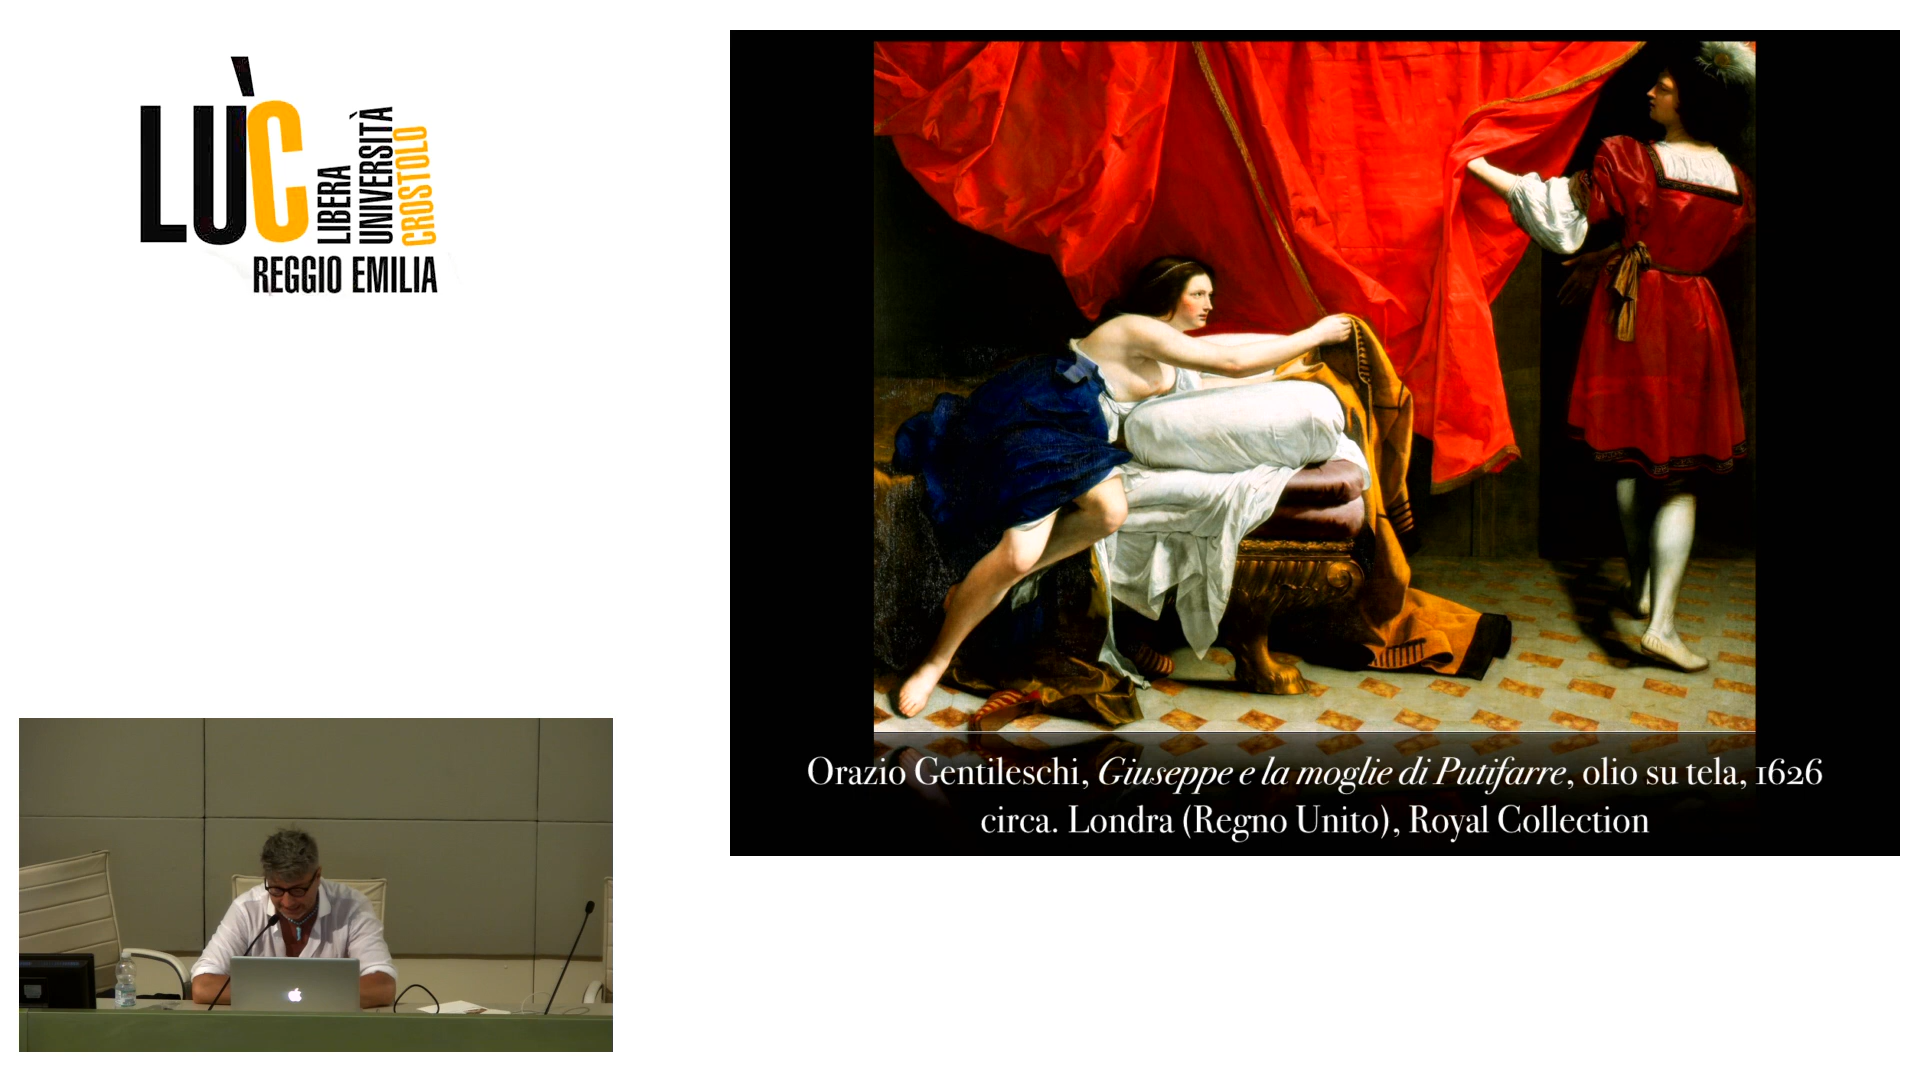 LÙC
LIBERA
UNIVERSITÀ
CROSTOLO
REGGIO EMILIA
Orazio Gentileschi, Giuseppe e la moglie di Putifarre, olio su tela, 1626
circa. Londra (Regno Unito), Royal Collection